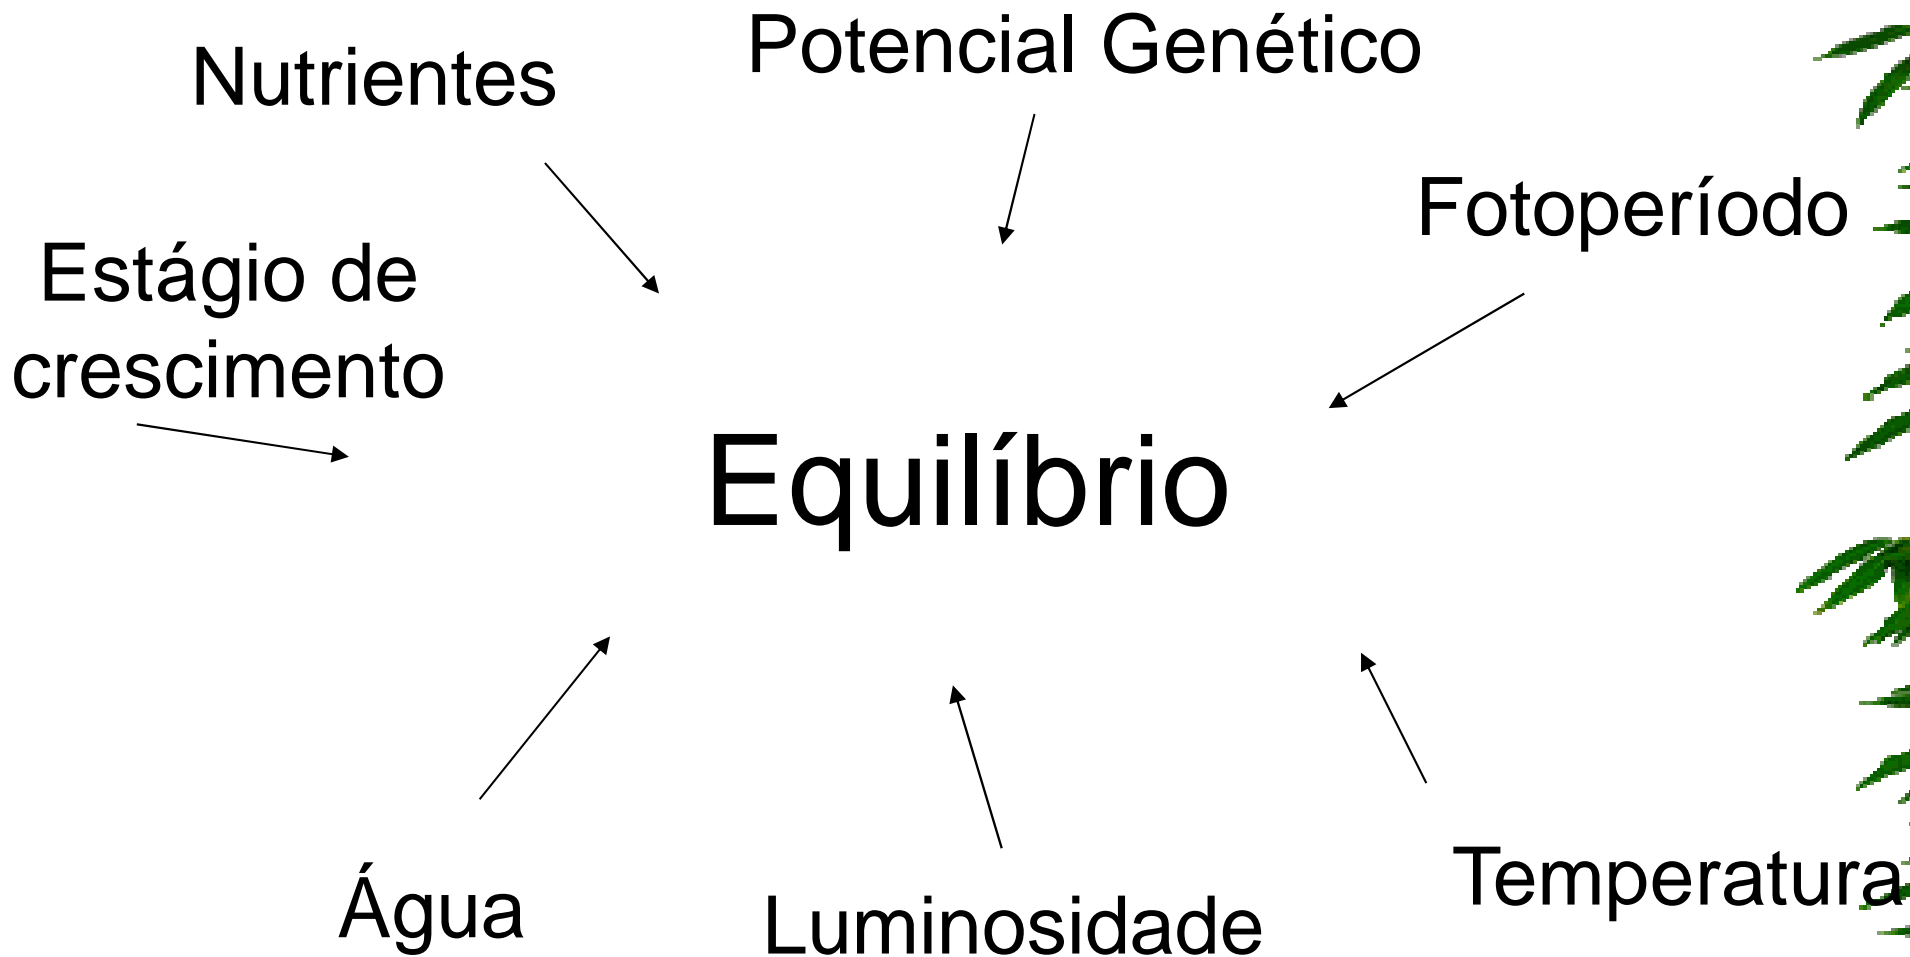 Potencial Genético
Nutrientes
Fotoperíodo
Estágio de
crescimento
Equilíbrio
Temperatura
Água
Luminosidade